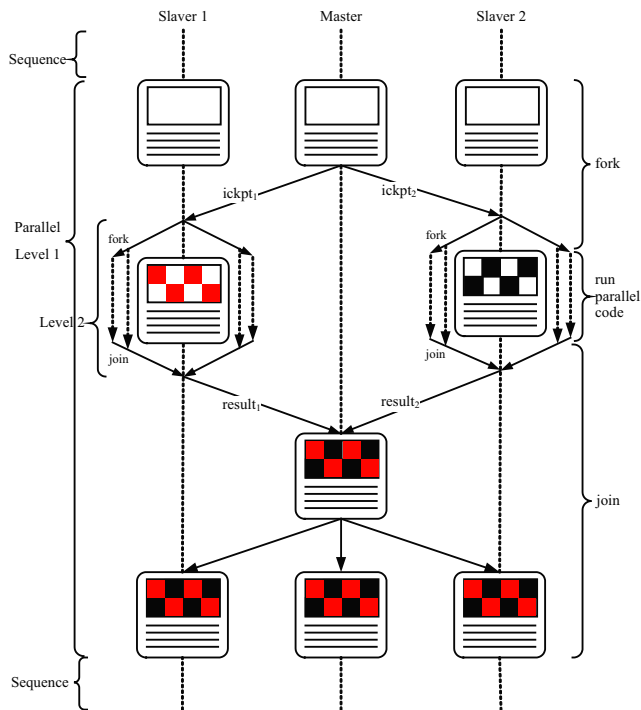 Slaver 1
Master
Slaver 2
Sequence
fork
ickpt₁
ickpt₂
Parallel
Level 1
fork
fork
run
parallel
code
Level 2
join
join
result₁
result₂
join
Sequence